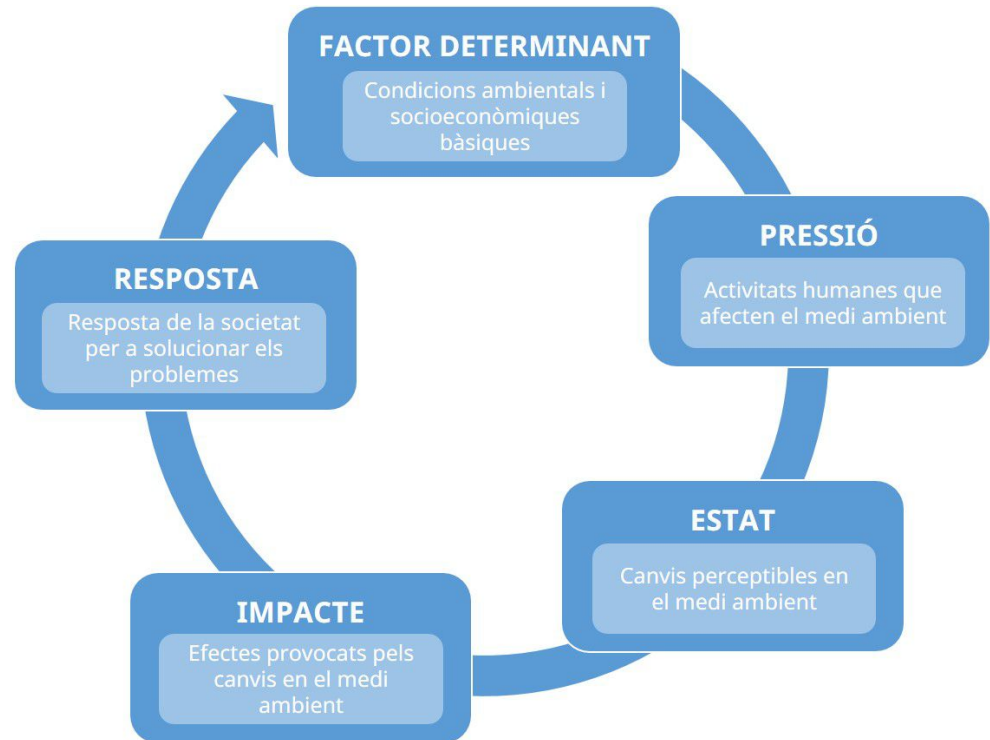 FACTOR DETERMINANT
Condicions ambientals i
socioeconòmiques
bàsiques
PRESSIÓ
Activitats humanes que
afecten el medi ambient
ESTAT
Canvis perceptibles en
el medi ambient
IMPACTE
Efectes provocats pels
canvis en el medi
ambient
RESPOSTA
Resposta de la societat
per a solucionar els
problemes